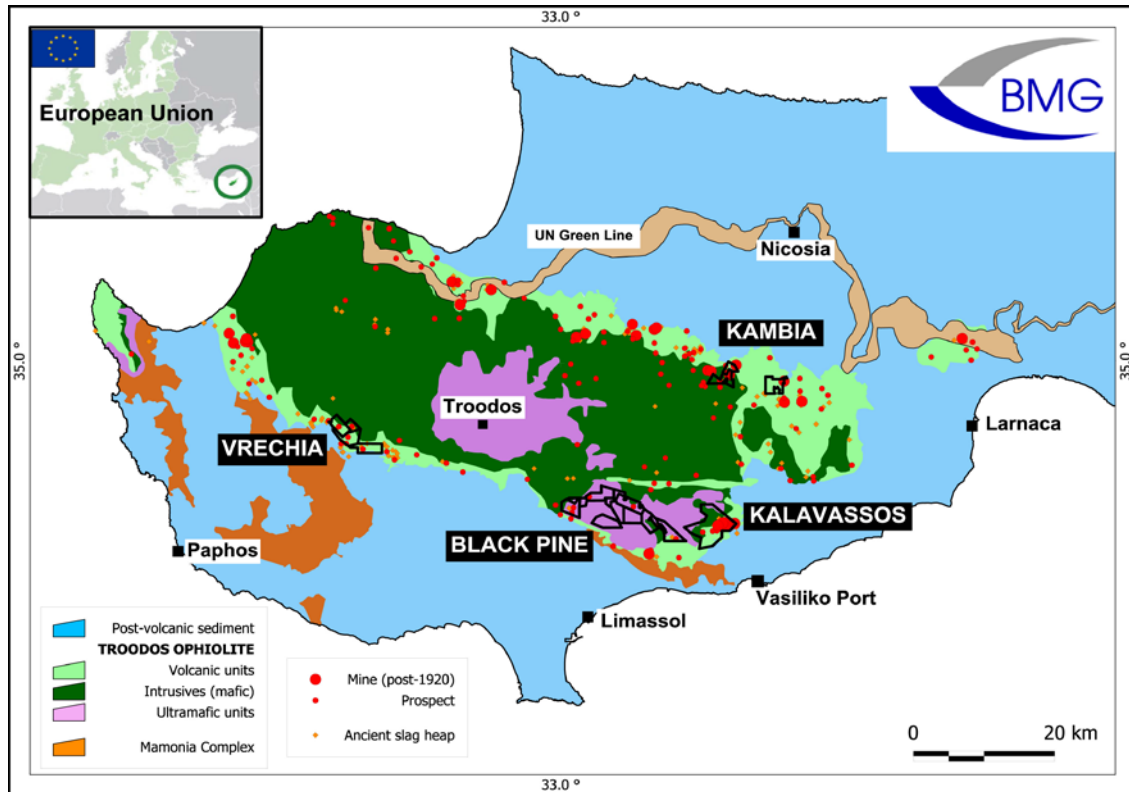 33.0 °
European Union
BMG
UN Green Line
Nicosia
KAMBIA
35.0 °
35.0 °
Troodos
Larnaca
VRECHIA
KALAVASSOS
BLACK PINE
Paphos
Vasiliko Port
Limassol
Post-volcanic sediment
TROODOS OPHIOLITE
Volcanic units
Intrusives (mafic)
Ultramafic units
Mamonia Complex
Mine (post-1920)
Prospect
Ancient slag heap
0 20 km
33.0 °